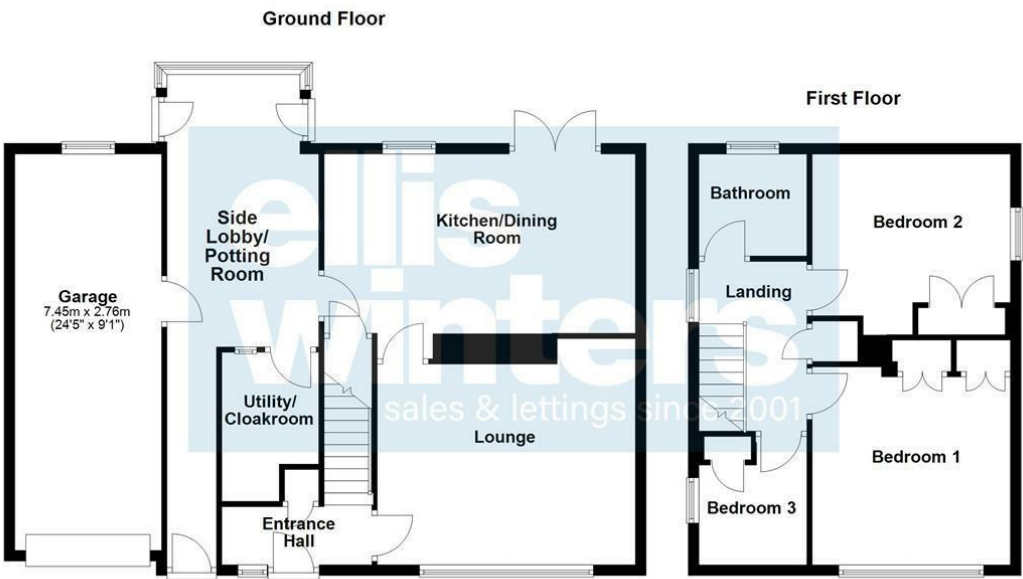 Ground Floor
First Floor
ellis
winters
sales & lettings since 2001
Side
Lobby/
Potting
Room
Kitchen/Dining
Room
Garage
7.45m x 2.76m
(24'5" x 9'1")
Utility/
Cloakroom
Lounge
Entrance
Hall
Bathroom
Bedroom 2
Landing
Bedroom 1
Bedroom 3